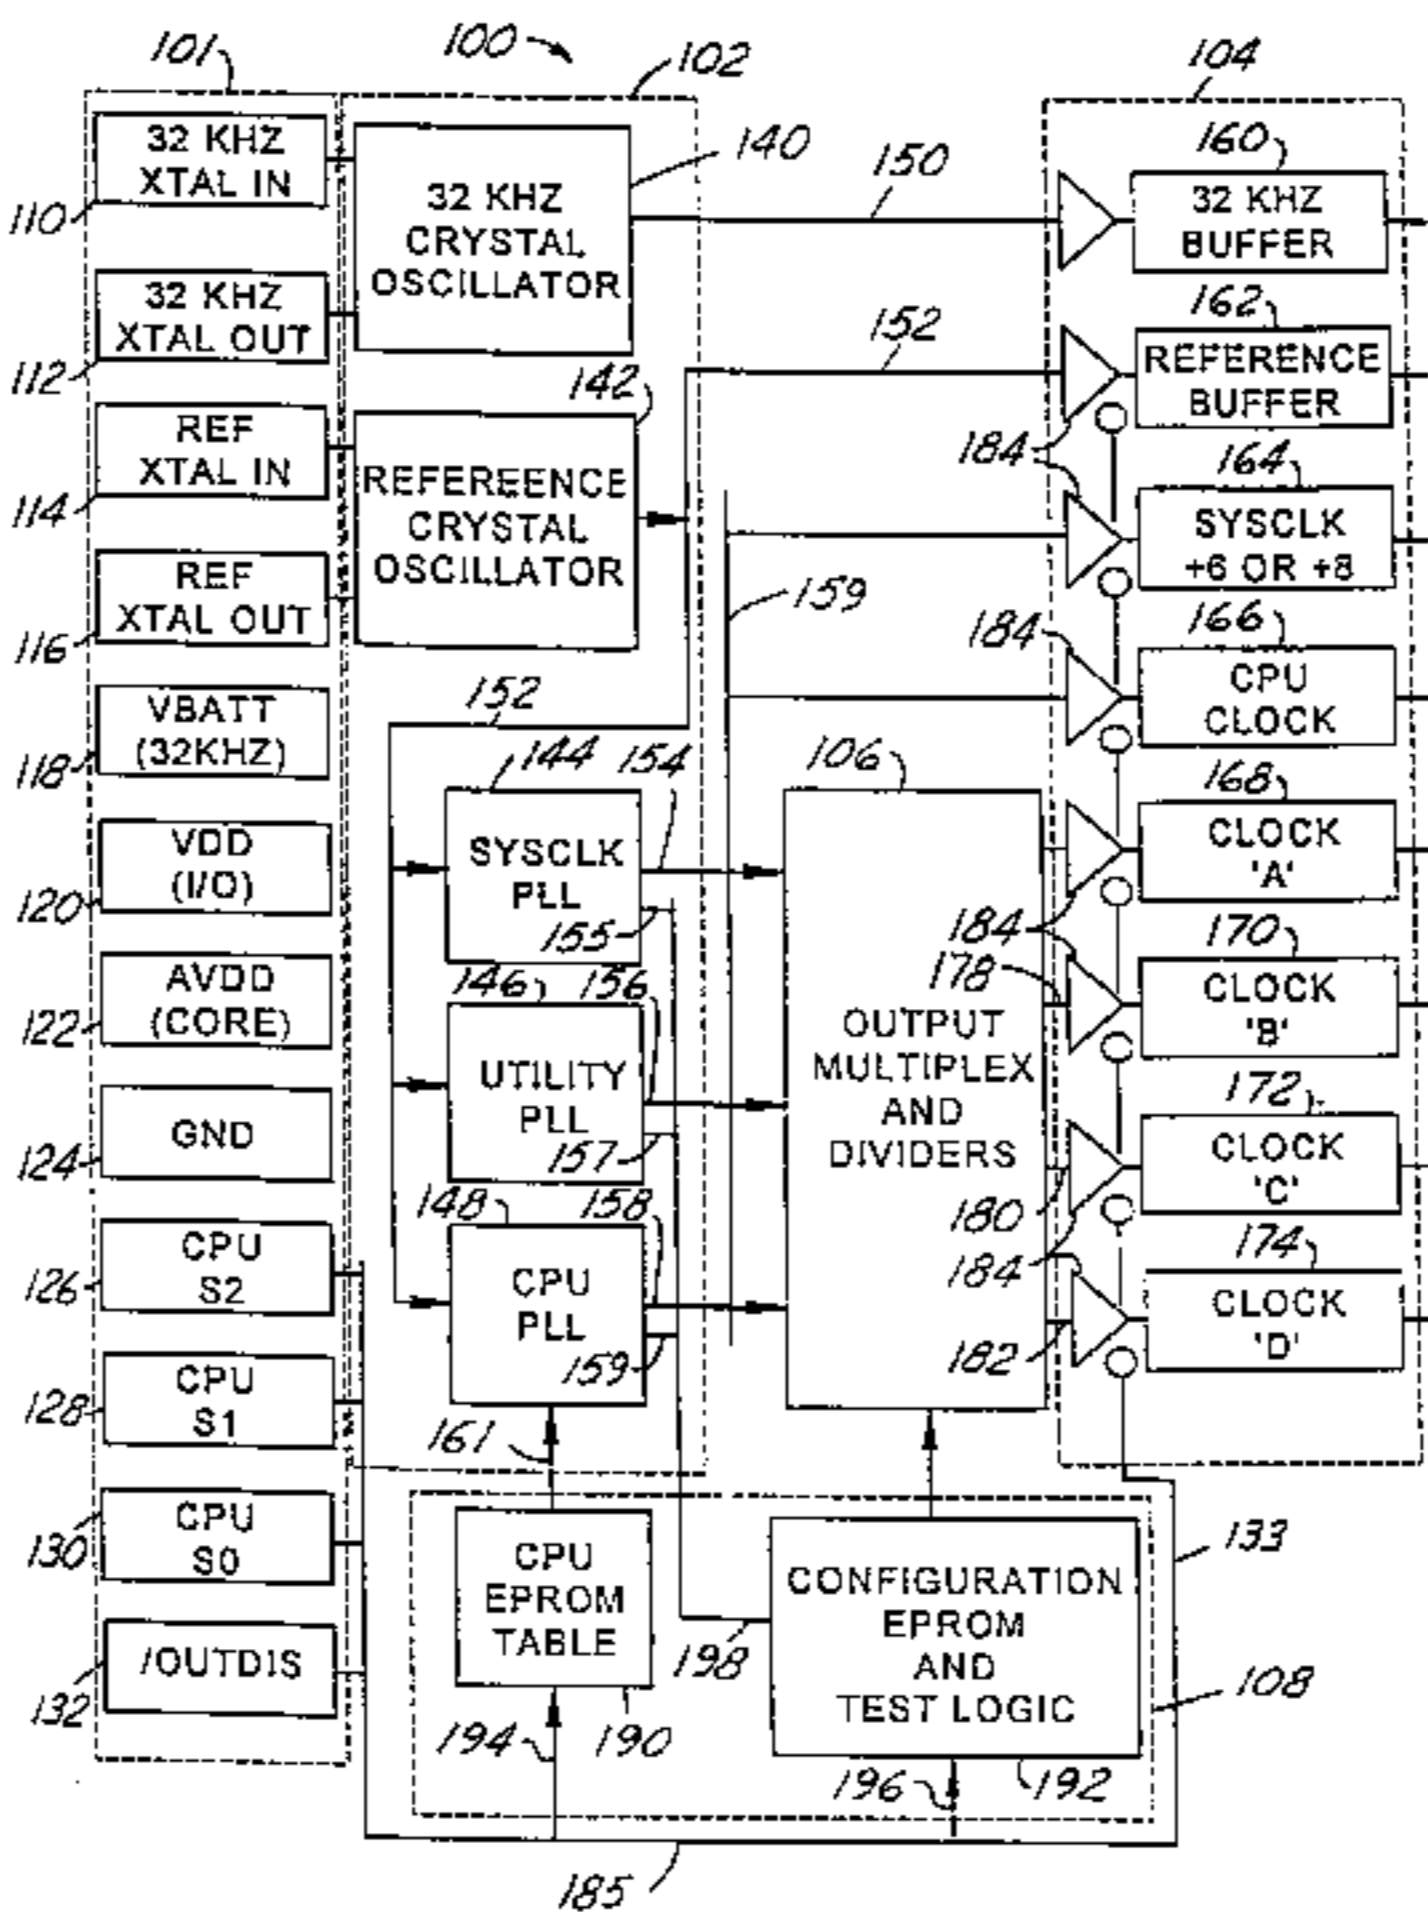 100
101
102
104
32 KHZ
XTAL IN
110
32 KHZ
XTAL OUT
112
REF
XTAL IN
114
REF
XTAL OUT
116
VBATT
(32KHZ)
118
VDD
(I/O)
120
AVDD
(CORE)
122
GND
124
CPU
S2
126
CPU
S1
128
CPU
S0
130
/OUTDIS
132
32 KHZ
CRYSTAL
OSCILLATOR
140
142
REFEREENCE
CRYSTAL
OSCILLATOR
150
152
159
152
144
154
SYSCLK
PLL
155
146
156
UTILITY
PLL
157
148
158
CPU
PLL
159
161
106
OUTPUT
MULTIPLEX
AND
DIVIDERS
160
32 KHZ
BUFFER
162
REFERENCE
BUFFER
184
164
SYSCLK
+6 OR +8
184
166
CPU
CLOCK
168
CLOCK
'A'
184
170
178
CLOCK
'B'
172
CLOCK
'C'
180
184
174
CLOCK
'D'
182
CPU
EPROM
TABLE
190
194
198
CONFIGURATION
EPROM
AND
TEST LOGIC
133
108
192
196
185